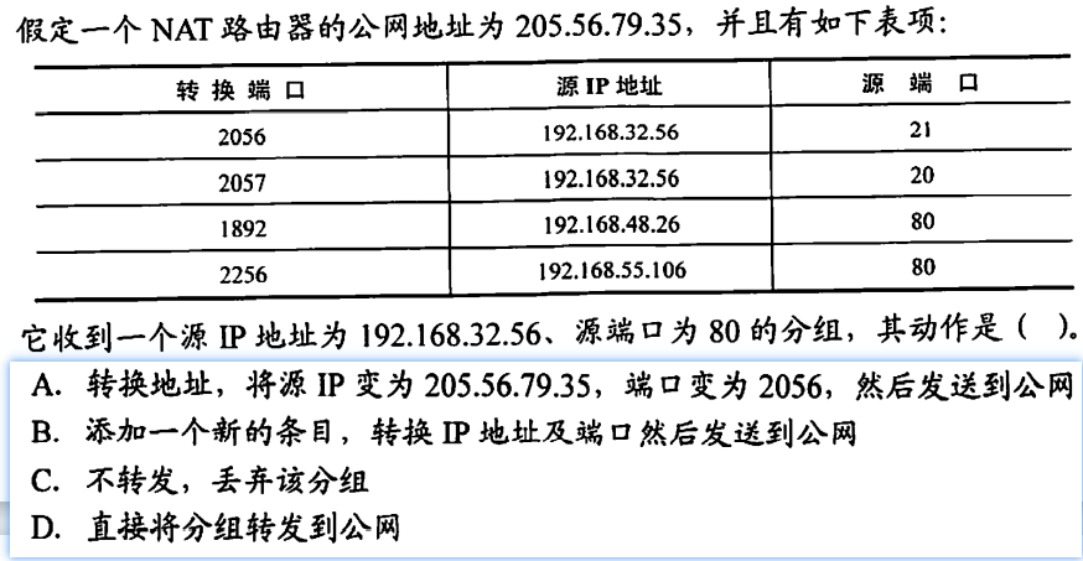 假定一个 NAT 路由器的公网地址为 205.56.79.35，并且有如下表项：
转换端口 源 IP 地址 源端口
2056 192.168.32.56 21
2057 192.168.32.56 20
1892 192.168.48.26 80
2256 192.168.55.106 80
它收到一个源 IP 地址为 192.168.32.56、源端口为 80 的分组，其动作是（ ）。
A. 转换地址，将源 IP 变为 205.56.79.35，端口变为 2056，然后发送到公网
B. 添加一个新的条目，转换 IP 地址及端口然后发送到公网
C. 不转发，丢弃该分组
D. 直接将分组转发到公网